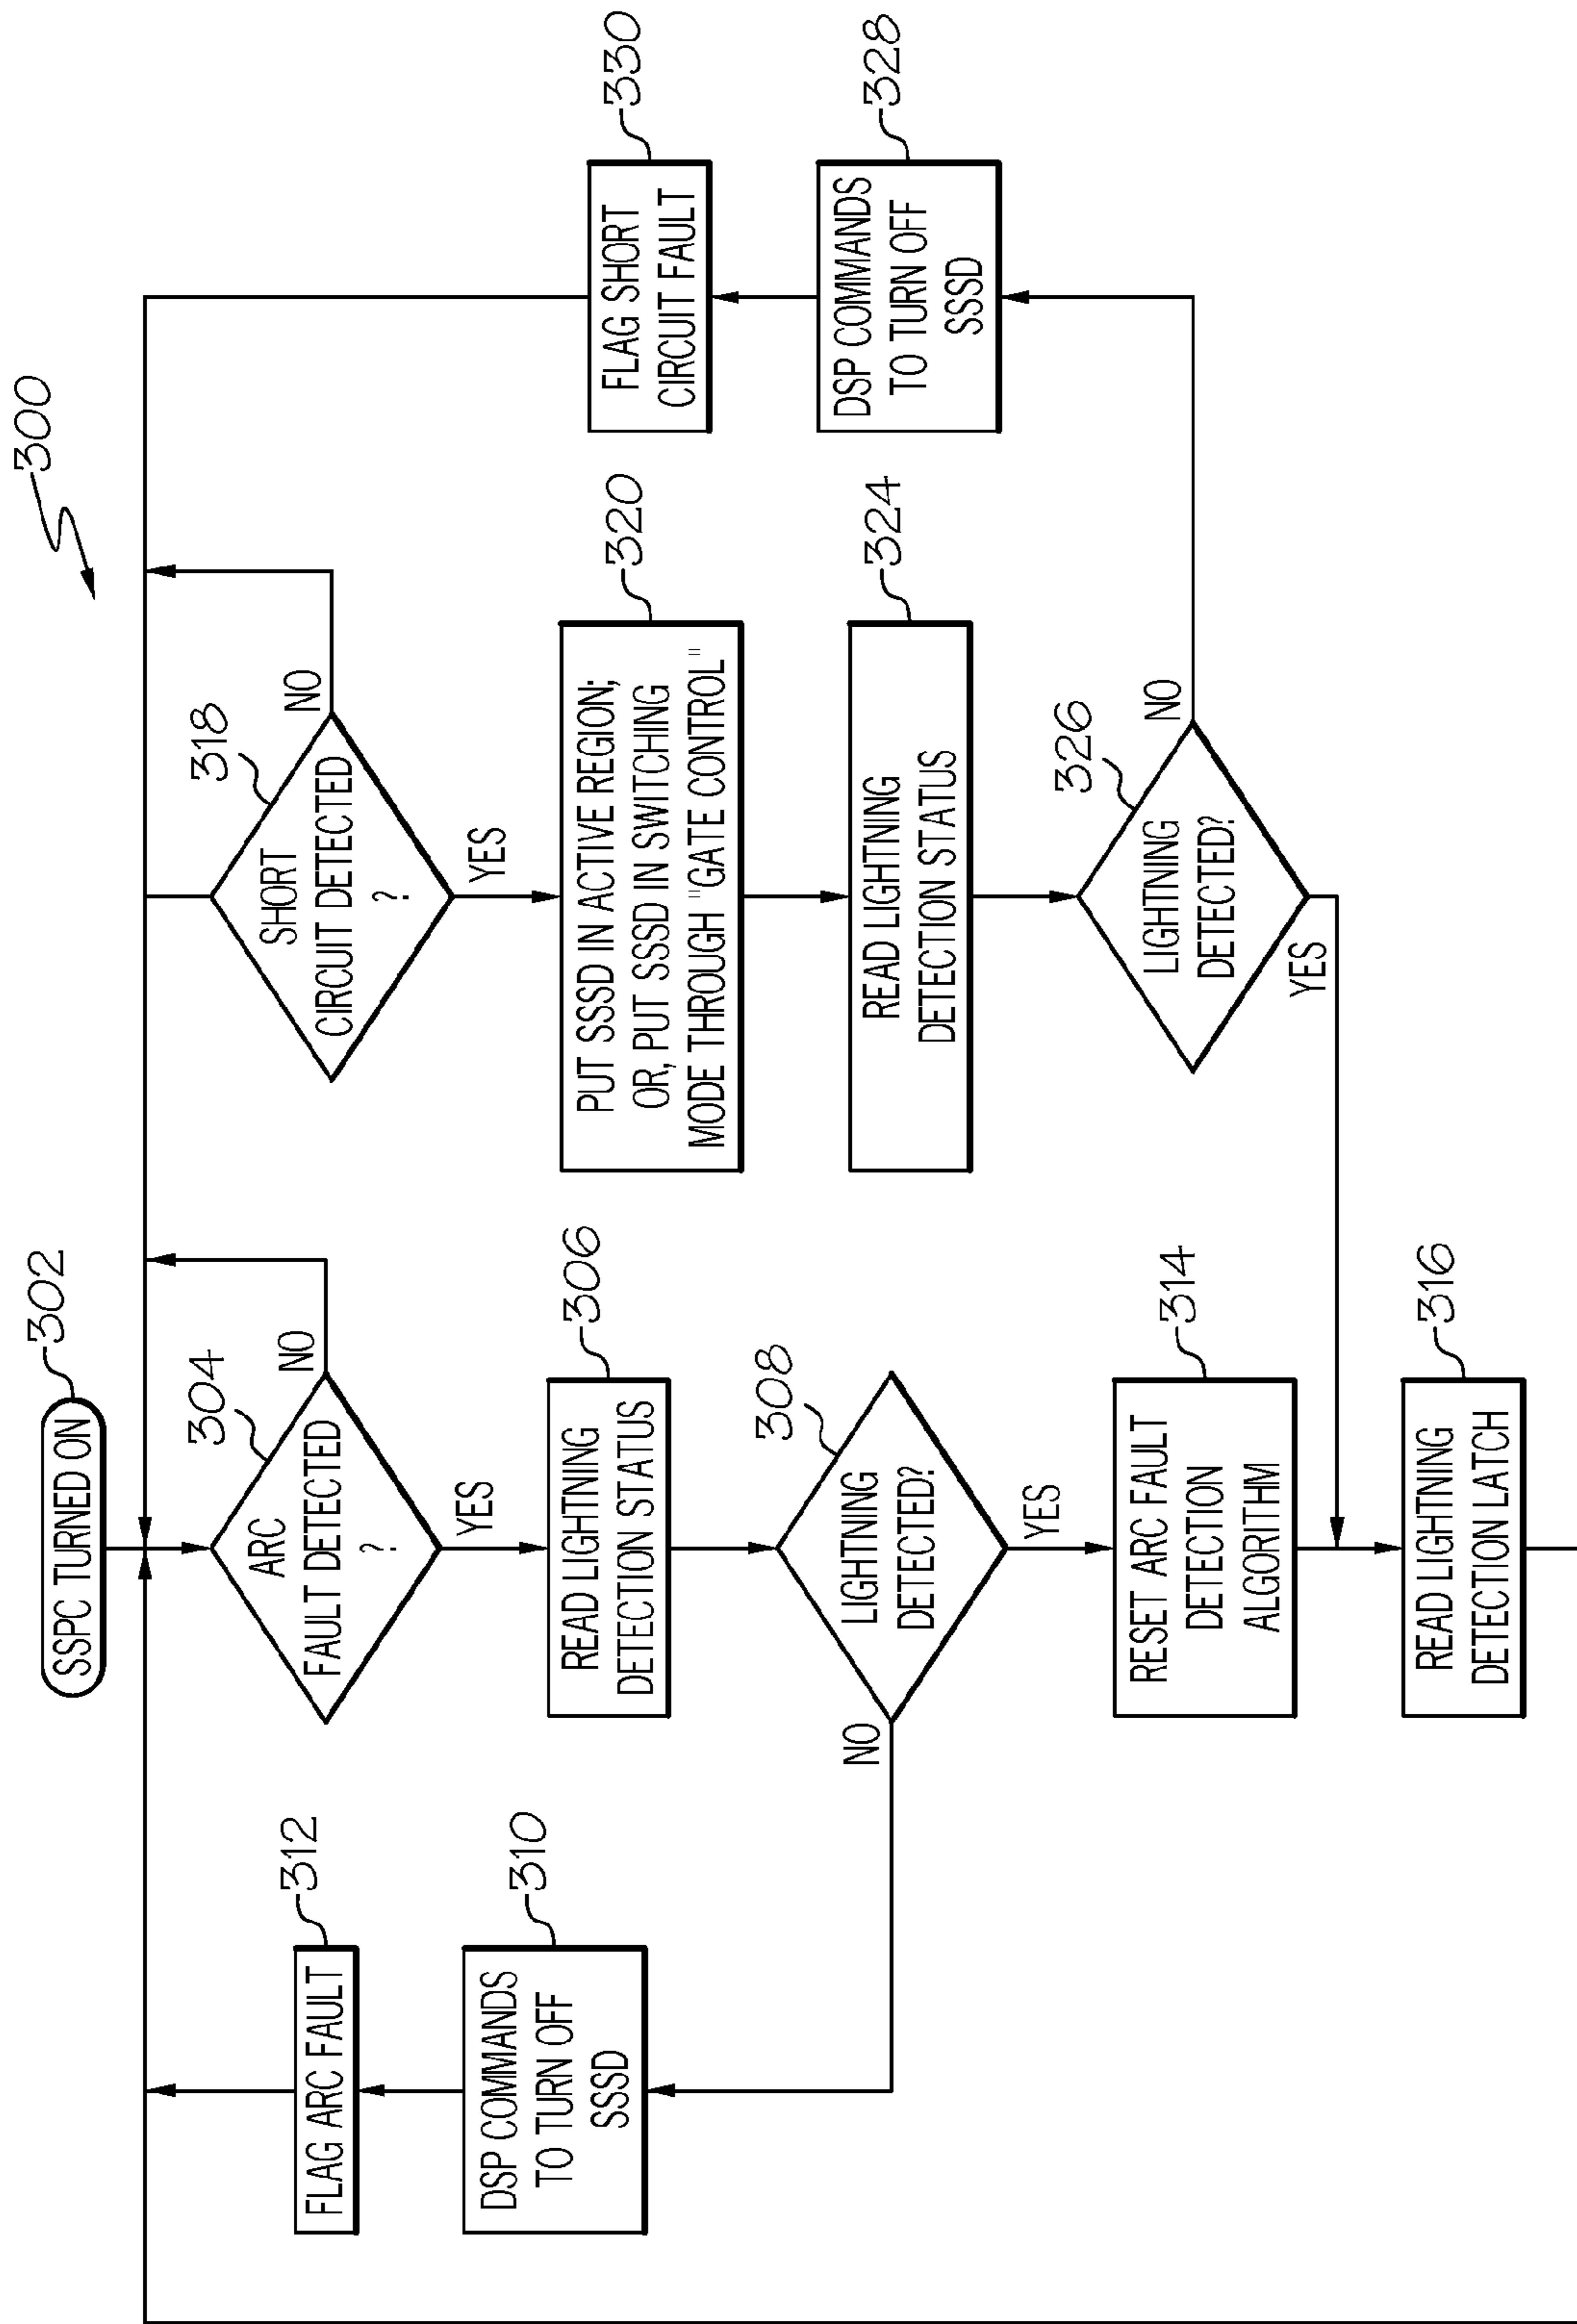 300
SSPC TURNED ON
302
ARC
FAULT DETECTED
?
304
NO
YES
READ LIGHTNING
DETECTION STATUS
306
LIGHTNING
DETECTED?
308
NO
YES
DSP COMMANDS
TO TURN OFF
SSSD
310
FLAG ARC FAULT
312
RESET ARC FAULT
DETECTION
ALGORITHM
314
READ LIGHTNING
DETECTION LATCH
316
SHORT
CIRCUIT DETECTED
?
318
NO
YES
PUT SSSD IN ACTIVE REGION;
OR, PUT SSSD IN SWITCHING
MODE THROUGH "GATE CONTROL"
320
READ LIGHTNING
DETECTION STATUS
324
LIGHTNING
DETECTED?
326
NO
YES
DSP COMMANDS
TO TURN OFF
SSSD
328
FLAG SHORT
CIRCUIT FAULT
330